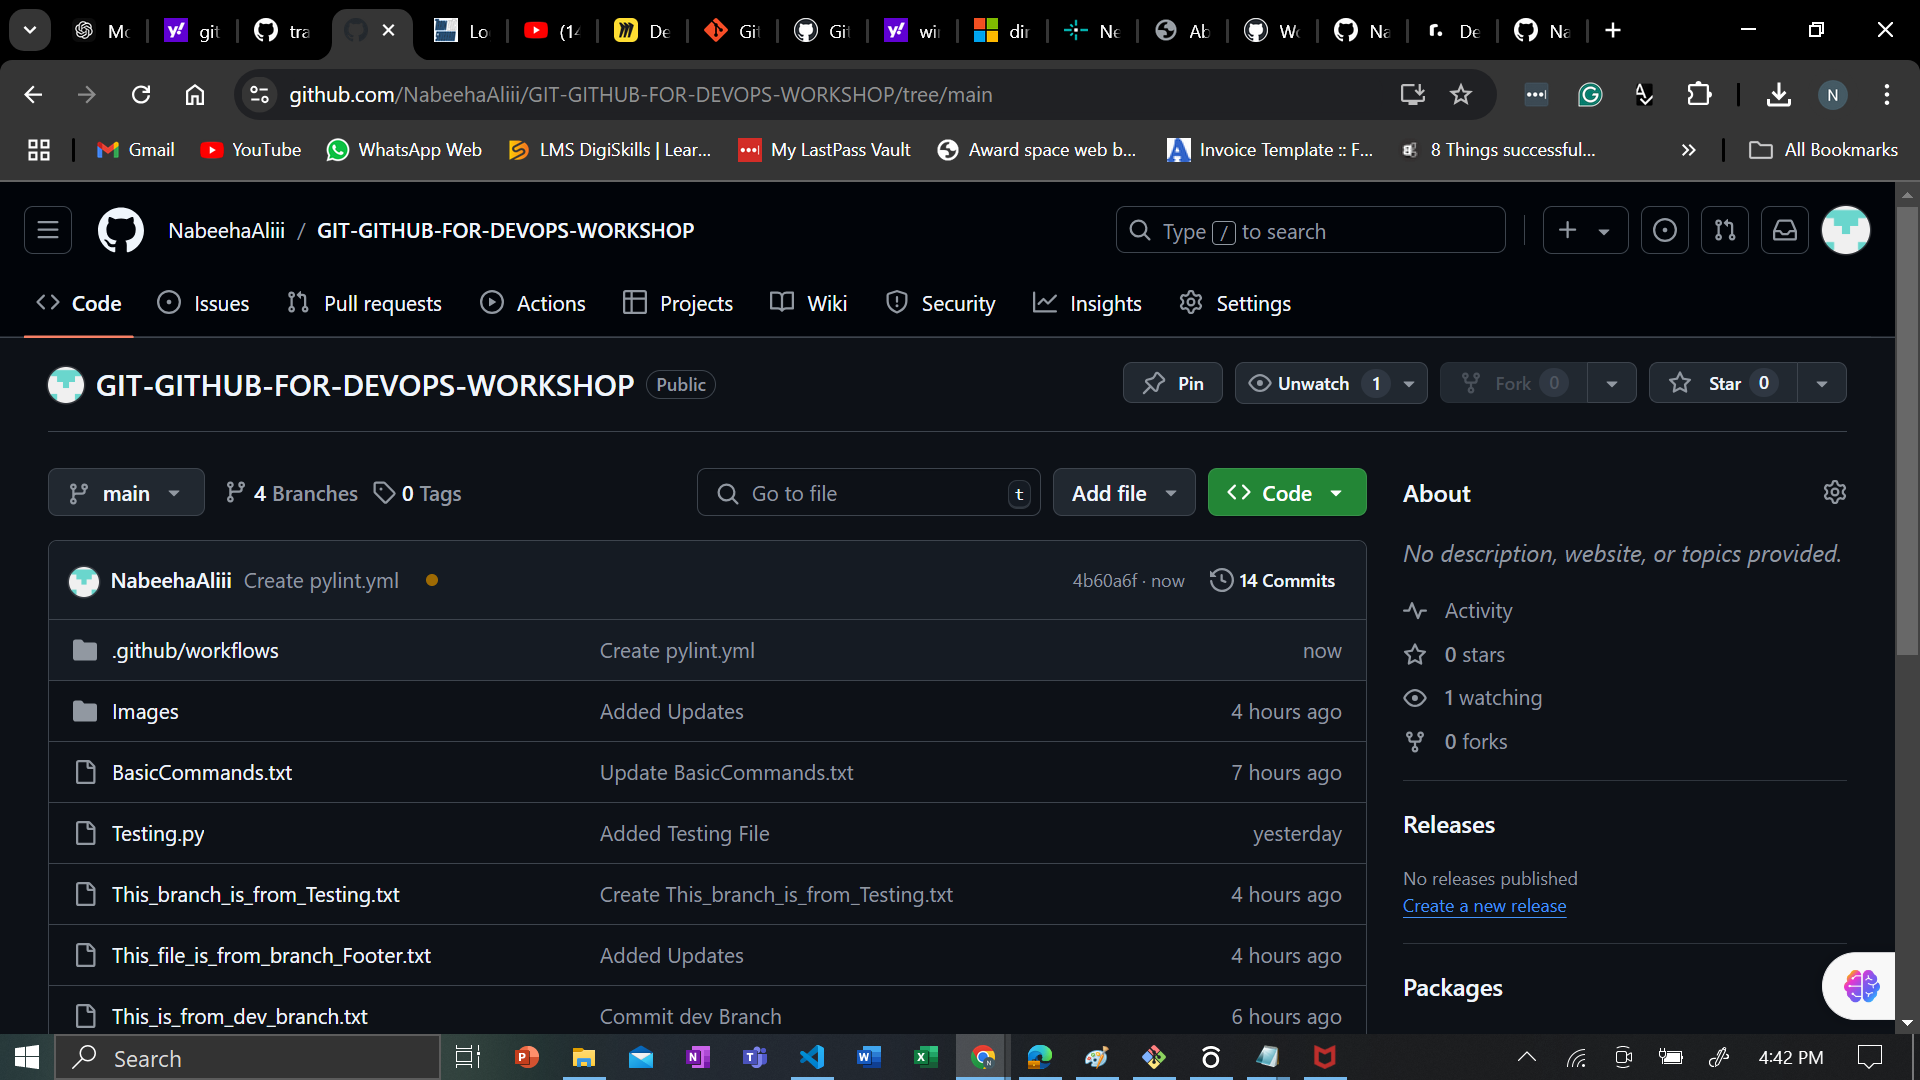 Mo
git
tra
Lo
(14
De
Git
Git
wi
dir
Ne
Ab
Wo
Na
De
Na
github.com/NabeehaAliii/GIT-GITHUB-FOR-DEVOPS-WORKSHOP/tree/main
N
Gmail
YouTube
WhatsApp Web
LMS DigiSkills | Lear...
My LastPass Vault
Award space web b...
Invoice Template :: F...
8 Things successful...
All Bookmarks
NabeehaAliii / GIT-GITHUB-FOR-DEVOPS-WORKSHOP
Type / to search
Code
Issues
Pull requests
Actions
Projects
Wiki
Security
Insights
Settings
GIT-GITHUB-FOR-DEVOPS-WORKSHOP Public
Pin
Unwatch 1
Fork 0
Star 0
main
4 Branches
0 Tags
Go to file t
Add file
Code
About
No description, website, or topics provided.
NabeehaAliii Create pylint.yml
4b60a6f · now
14 Commits
.github/workflows Create pylint.yml now
Images Added Updates 4 hours ago
BasicCommands.txt Update BasicCommands.txt 7 hours ago
Testing.py Added Testing File yesterday
This_branch_is_from_Testing.txt Create This_branch_is_from_Testing.txt 4 hours ago
This_file_is_from_branch_Footer.txt Added Updates 4 hours ago
This_is_from_dev_branch.txt Commit dev Branch 6 hours ago
Activity
0 stars
1 watching
0 forks
Releases
No releases published
Create a new release
Packages
Search
4:42 PM